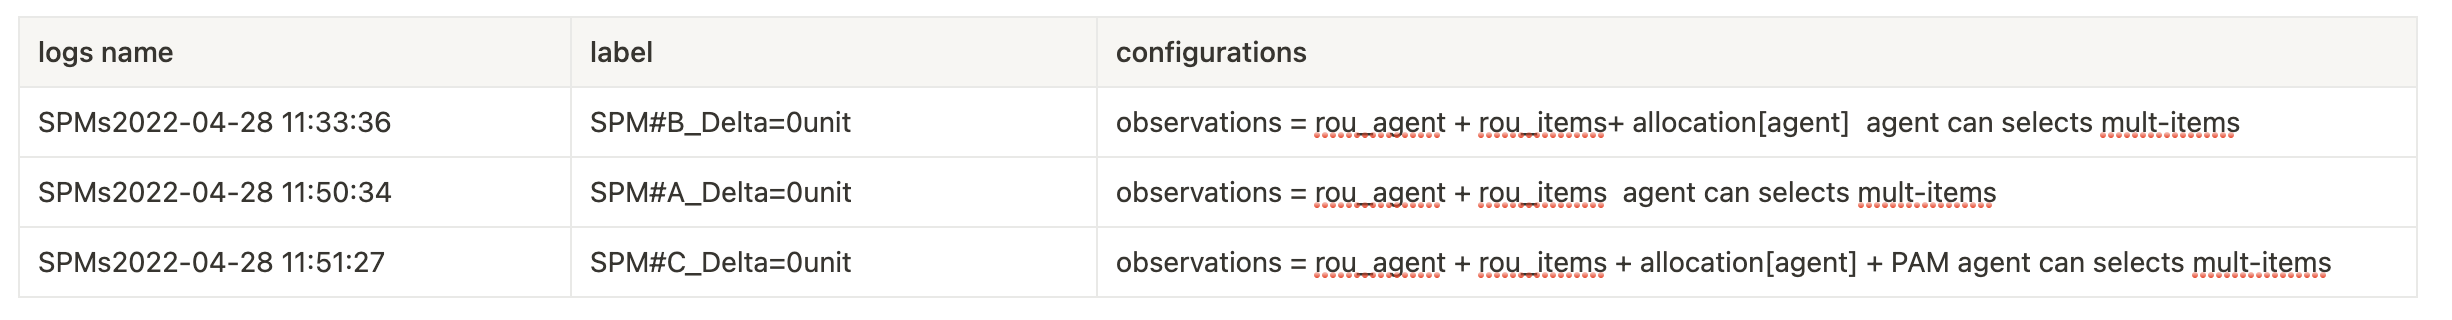 logs name label configurations
SPMs2022-04-28 11:33:36 SPM#B_Delta=0unit observations = rou_agent + rou_items+ allocation[agent]  agent can selects mult-items
SPMs2022-04-28 11:50:34 SPM#A_Delta=0unit observations = rou_agent + rou_items  agent can selects mult-items
SPMs2022-04-28 11:51:27 SPM#C_Delta=0unit observations = rou_agent + rou_items + allocation[agent] + PAM agent can selects mult-items